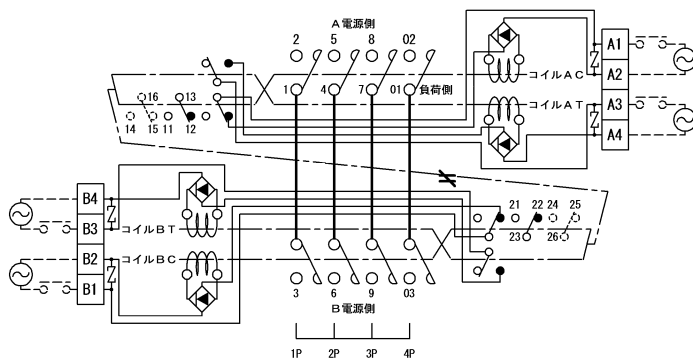 A電源側
2 5 8 02
A1
A2
A3
A4
コイルAC
コイルAT
1 4 7 01 負荷側
16 13
14 15 11 12
B4
B3
B2
B1
コイルBT
コイルBC
21 22 24 25
23 26
3 6 9 03
B電源側
1P 2P 3P 4P